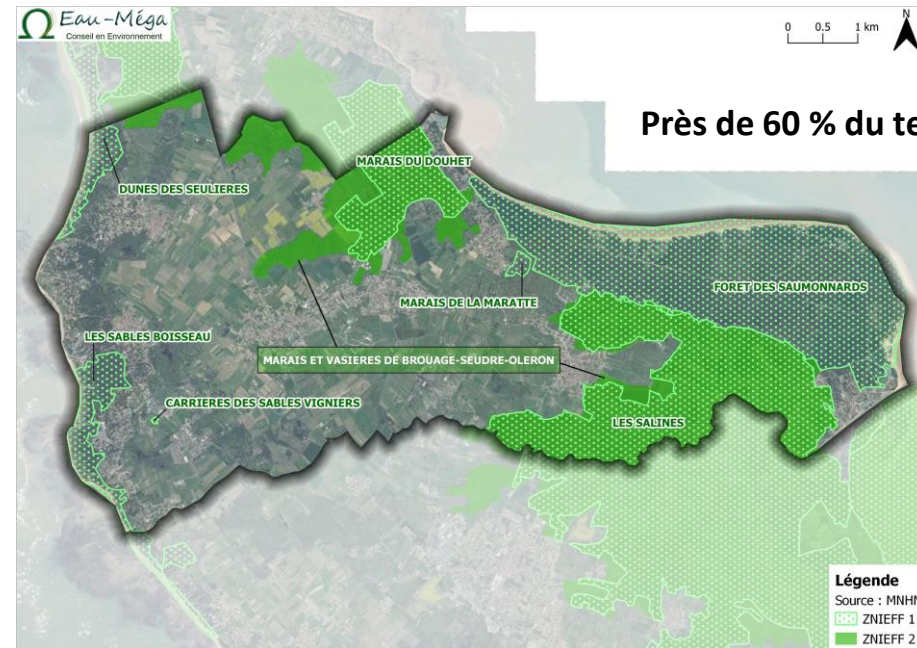 Eau-Méga
Conseil en Environnement
0 0.5 1 km
N
Près de 60 % du te
MARAIS DU DOUHET
DUNES DES SEULIERES
MARAIS DE LA MARATTE
FORET DES SAUMONNARDS
LES SABLES BOISSEAU
MARAIS ET VASIERES DE BROUAGE-SEUDRE-OLERON
CARRIERES DES SABLES VIGNIERS
LES SALINES
Légende
Source : MNH
ZNIEFF 1
ZNIEFF 2